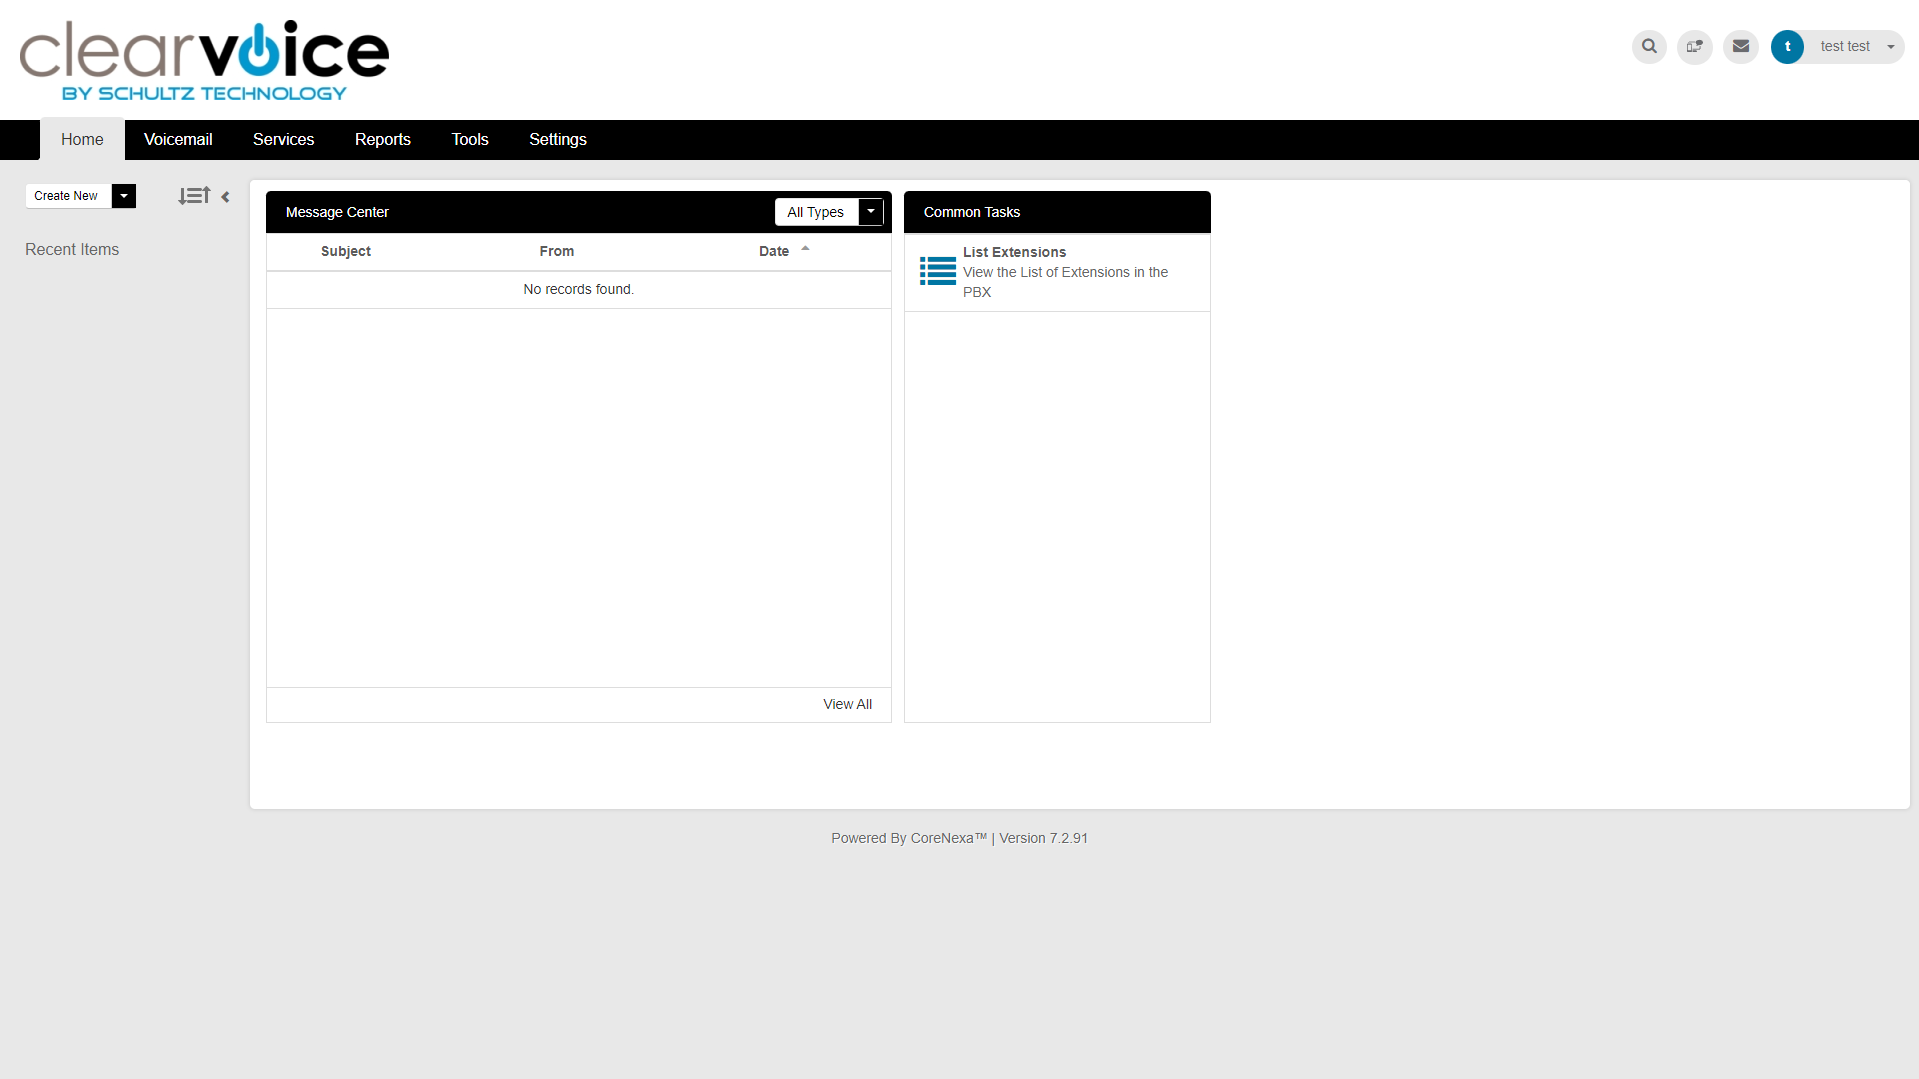 clearvoice
BY SCHULTZ TECHNOLOGY
t
test test
Home
Voicemail
Services
Reports
Tools
Settings
Create New
Recent Items
Message Center
All Types
Subject
From
Date
No records found.
View All
Common Tasks
List Extensions
View the List of Extensions in the
PBX
Powered By CoreNexa™ | Version 7.2.91